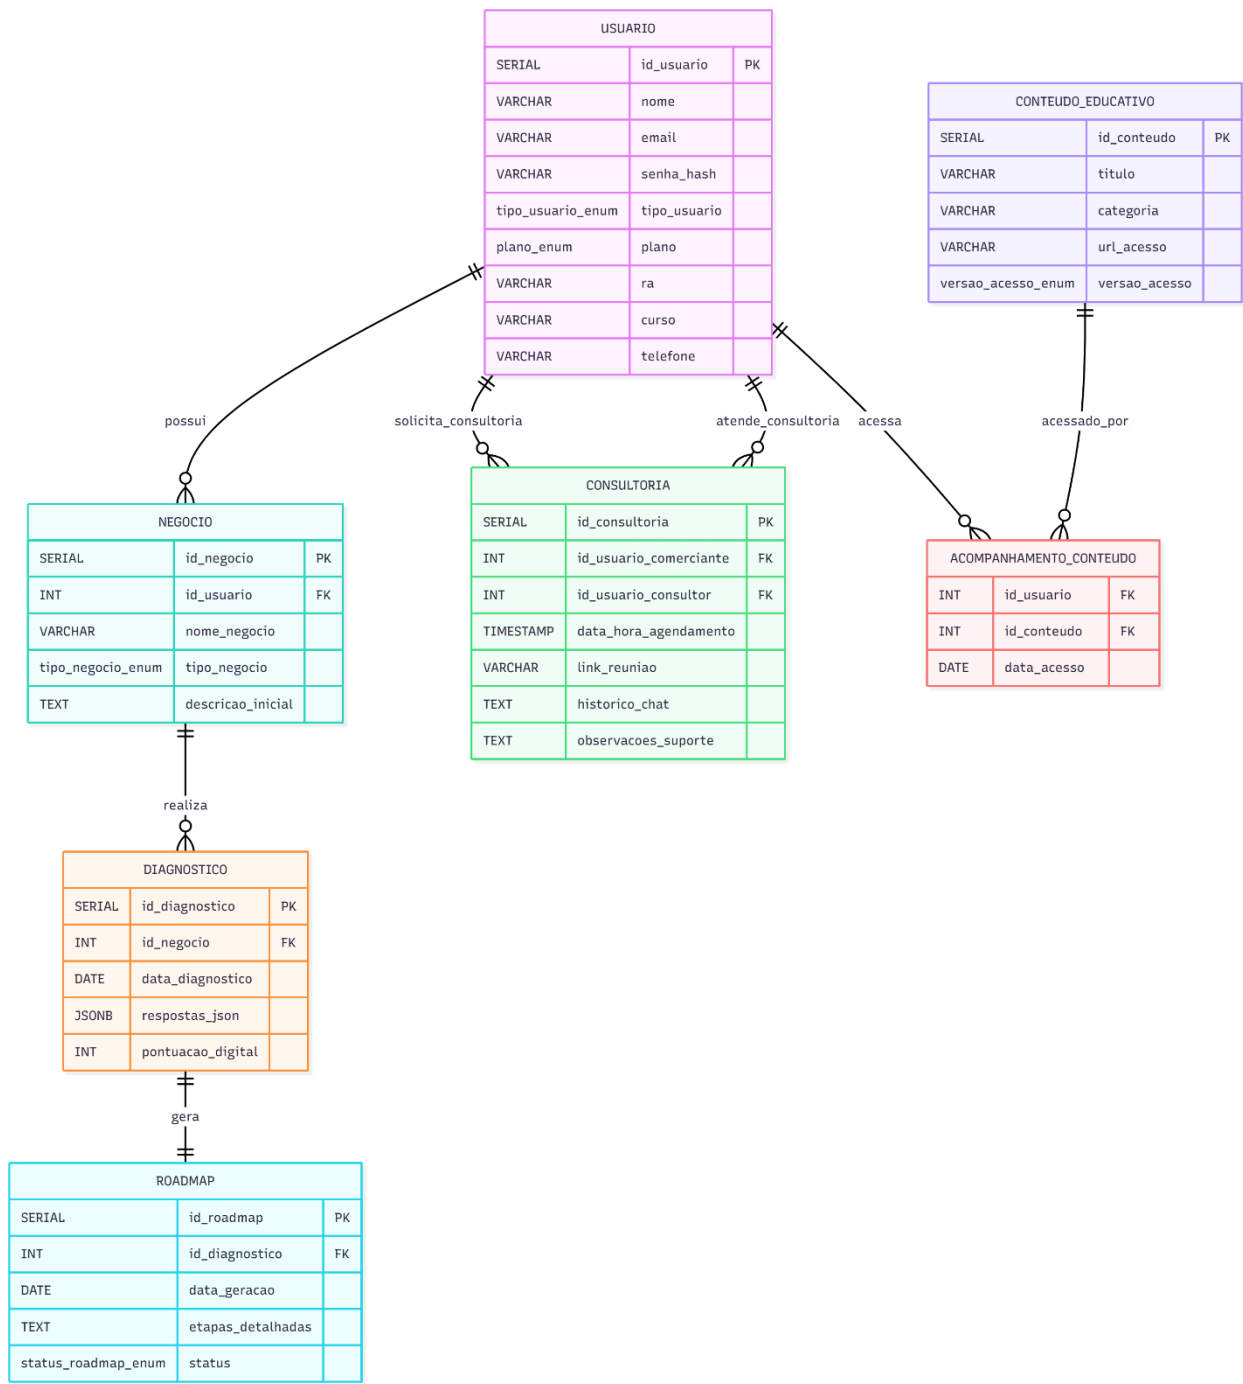 USUARIO
SERIAL id_usuario PK
VARCHAR nome
VARCHAR email
VARCHAR senha_hash
tipo_usuario_enum tipo_usuario
plano_enum plano
VARCHAR ra
VARCHAR curso
VARCHAR telefone
CONTEUDO_EDUCATIVO
SERIAL id_conteudo PK
VARCHAR titulo
VARCHAR categoria
VARCHAR url_acesso
versao_acesso_enum versao_acesso
possui
solicita_consultoria
atende_consultoria
acessa
acessado_por
NEGOCIO
SERIAL id_negocio PK
INT id_usuario FK
VARCHAR nome_negocio
tipo_negocio_enum tipo_negocio
TEXT descricao_inicial
CONSULTORIA
SERIAL id_consultoria PK
INT id_usuario_comerciante FK
INT id_usuario_consultor FK
TIMESTAMP data_hora_agendamento
VARCHAR link_reuniao
TEXT historico_chat
TEXT observacoes_suporte
ACOMPANHAMENTO_CONTEUDO
INT id_usuario FK
INT id_conteudo FK
DATE data_acesso
realiza
DIAGNOSTICO
SERIAL id_diagnostico PK
INT id_negocio FK
DATE data_diagnostico
JSONB respostas_json
INT pontuacao_digital
gera
ROADMAP
SERIAL id_roadmap PK
INT id_diagnostico FK
DATE data_geracao
TEXT etapas_detalhadas
status_roadmap_enum status